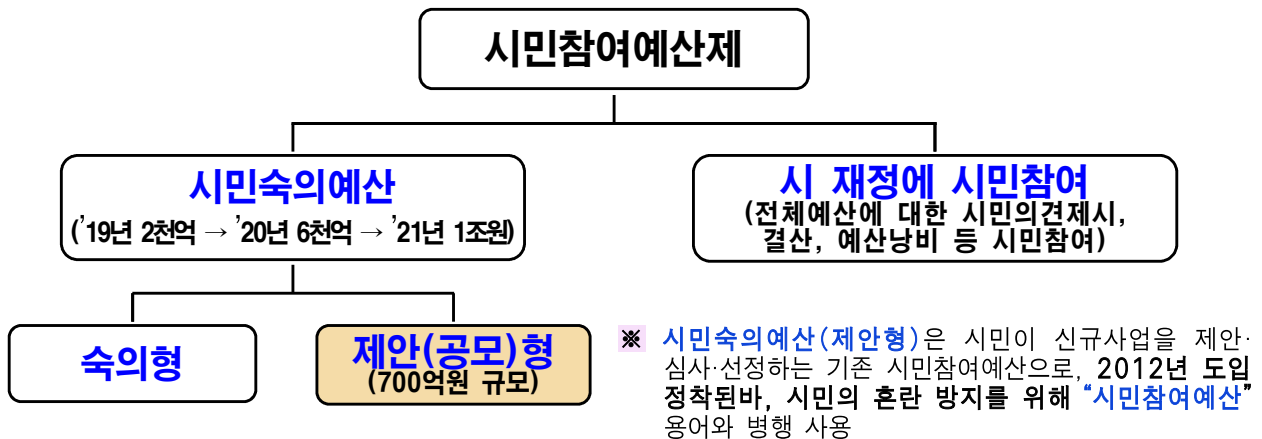 시민참여예산제
시민숙의예산
('19년 2천억 → '20년 6천억 → '21년 1조원)
시 재정에 시민참여
(전체예산에 대한 시민의견제시,
결산, 예산낭비 등 시민참여)
숙의형
제안(공모)형
(700억원 규모)
※ 시민숙의예산(제안형)은 시민이 신규사업을 제안·
심사·선정하는 기존 시민참여예산으로, 2012년 도입
정착된바, 시민의 혼란 방지를 위해 “시민참여예산”
용어와 병행 사용